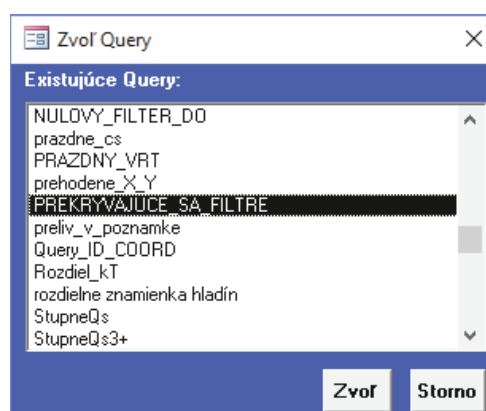 Zvoľ Query
Existujúce Query:
NULOVY_FILTER_DO
prazdne_cs
PRAZDNY_VRT
prehodene_X_Y
PREKRYVAJUCE_SA_FILTRE
preliv_v_poznamke
Query_ID_COORD
Rozdiel_kT
rozdielne znamienka hladín
StupneQs
StupneQs3+
Zvoľ Storno